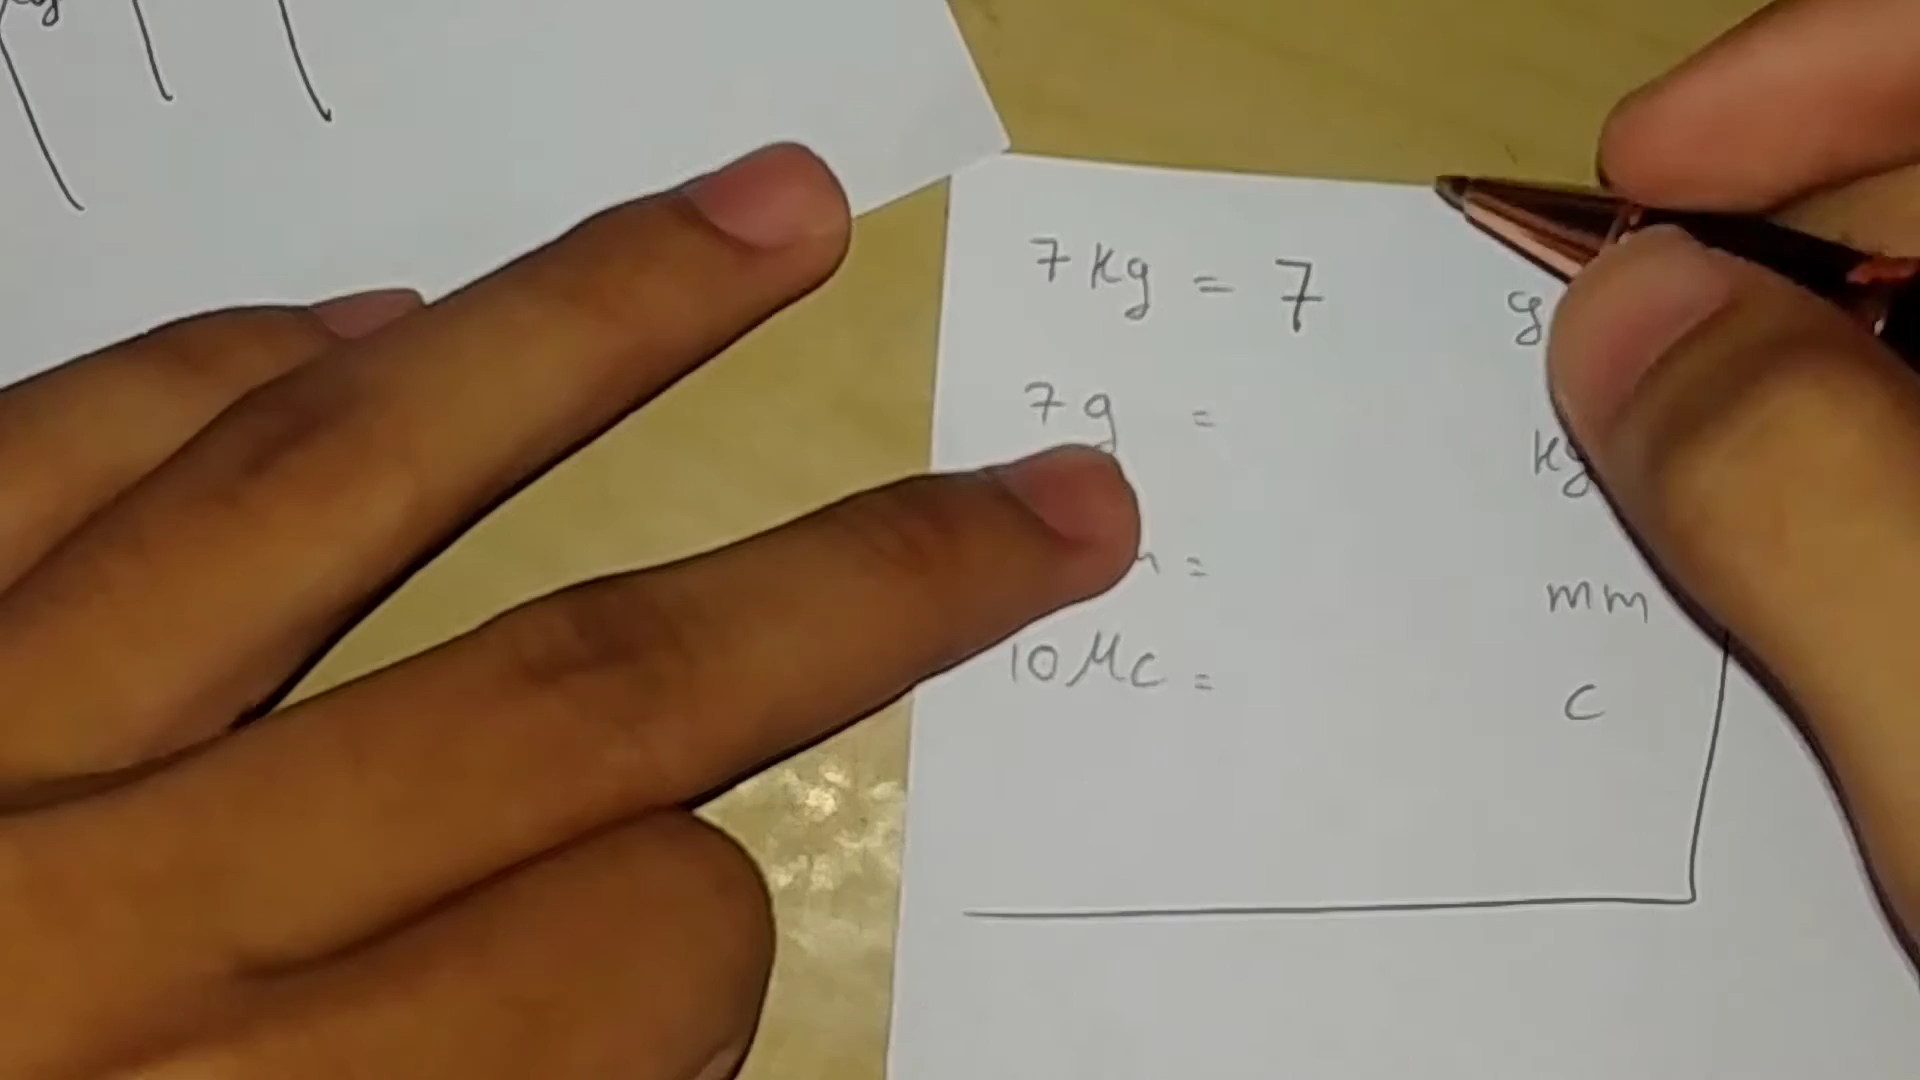 7 Kg = 7 g
7 g = kg
= mm
10 μc = c